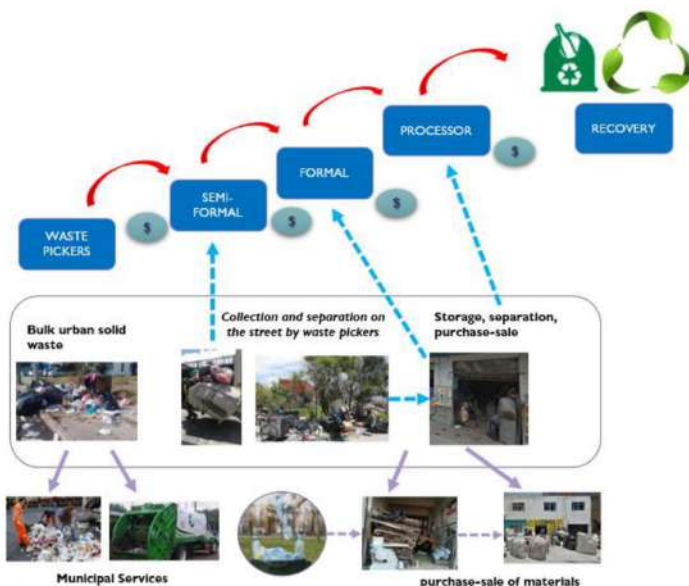 PROCESSOR
RECOVERY
FORMAL
$
SEMI-
FORMAL
$
WASTE
PICKERS
$
$
Bulk urban solid
waste
Collection and separation on
the street by waste pickers
Storage, separation,
purchase-sale
Municipal Services
purchase-sale of materials